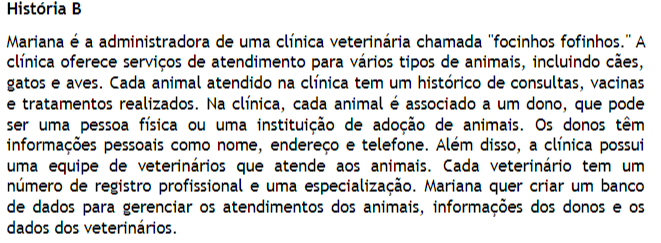 História B
Mariana é a administradora de uma clínica veterinária chamada "focinhos fofinhos." A
clínica oferece serviços de atendimento para vários tipos de animais, incluindo cães,
gatos e aves. Cada animal atendido na clínica tem um histórico de consultas, vacinas
e tratamentos realizados. Na clínica, cada animal é associado a um dono, que pode
ser uma pessoa física ou uma instituição de adoção de animais. Os donos têm
informações pessoais como nome, endereço e telefone. Além disso, a clínica possui
uma equipe de veterinários que atende aos animais. Cada veterinário tem um
número de registro profissional e uma especialização. Mariana quer criar um banco
de dados para gerenciar os atendimentos dos animais, informações dos donos e os
dados dos veterinários.